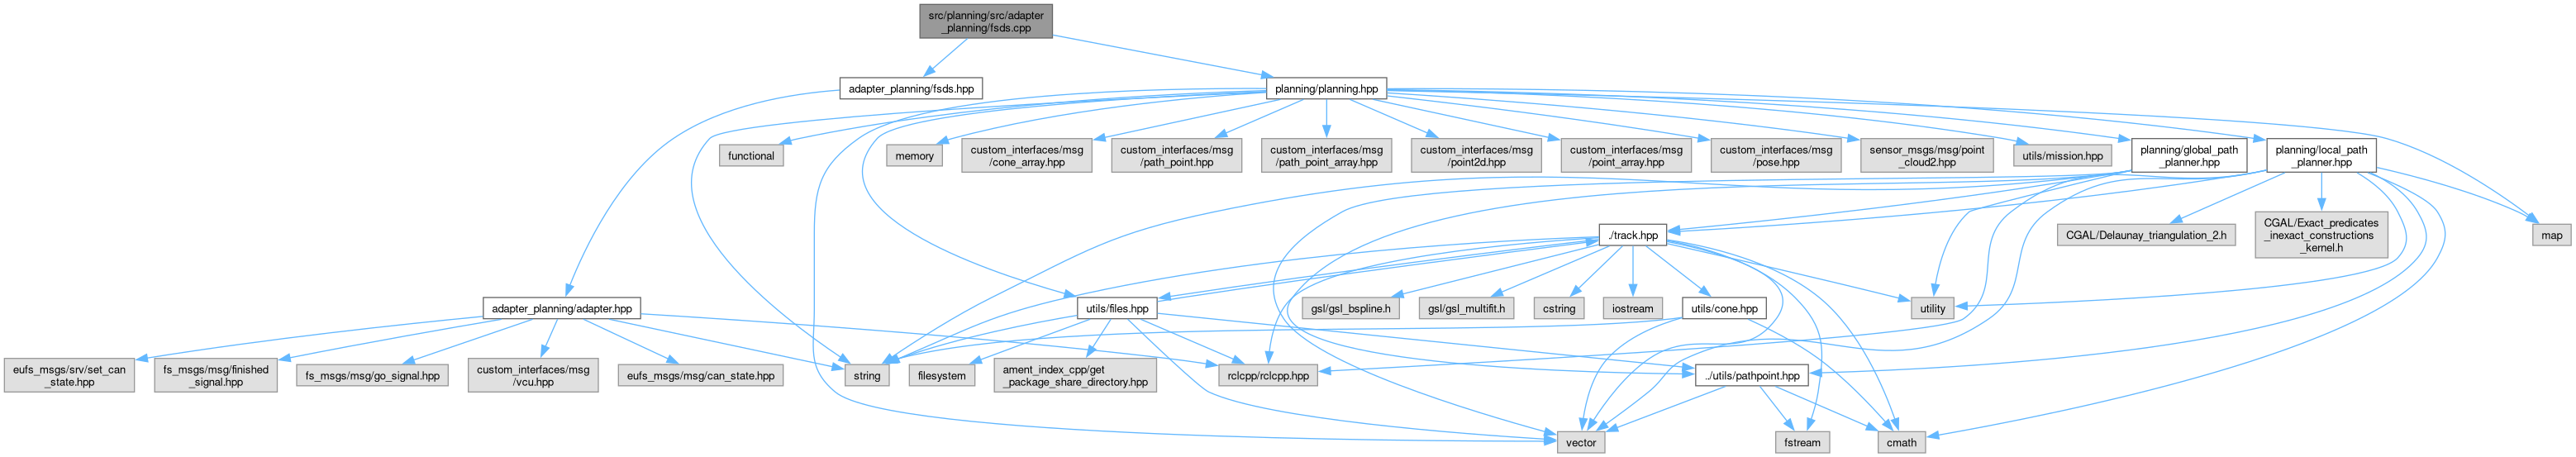 src/planning/src/adapter
_planning/fsds.cpp
adapter_planning/fsds.hpp
planning/planning.hpp
functional
memory
custom_interfaces/msg
/cone_array.hpp
custom_interfaces/msg
/path_point.hpp
custom_interfaces/msg
/path_point_array.hpp
custom_interfaces/msg
/point2d.hpp
custom_interfaces/msg
/point_array.hpp
custom_interfaces/msg
/pose.hpp
sensor_msgs/msg/point
_cloud2.hpp
utils/mission.hpp
planning/global_path
_planner.hpp
planning/local_path
_planner.hpp
./track.hpp
CGAL/Delaunay_triangulation_2.h
CGAL/Exact_predicates
_inexact_constructions
_kernel.h
map
adapter_planning/adapter.hpp
utils/files.hpp
gsl/gsl_bspline.h
gsl/gsl_multifit.h
cstring
iostream
utils/cone.hpp
utility
eufs_msgs/srv/set_can
_state.hpp
fs_msgs/msg/finished
_signal.hpp
fs_msgs/msg/go_signal.hpp
custom_interfaces/msg
/vcu.hpp
eufs_msgs/msg/can_state.hpp
string
filesystem
ament_index_cpp/get
_package_share_directory.hpp
rclcpp/rclcpp.hpp
../utils/pathpoint.hpp
vector
fstream
cmath